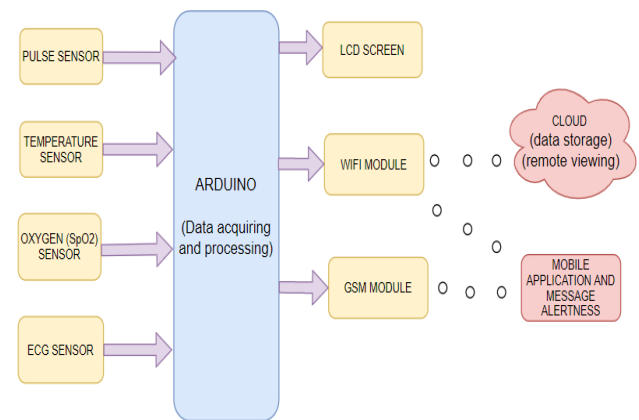 PULSE SENSOR
TEMPERATURE
SENSOR
OXYGEN (SpO2)
SENSOR
ECG SENSOR
ARDUINO
(Data acquiring
and processing)
LCD SCREEN
WIFI MODULE
GSM MODULE
CLOUD
(data storage)
(remote viewing)
MOBILE
APPLICATION AND
MESSAGE
ALERTNESS